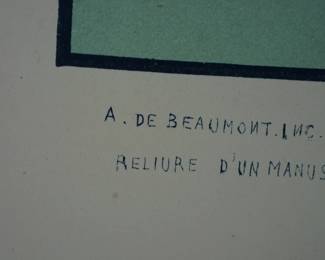 A. DE BEAUMONT. INC.
RELIURE D'UN MANUS